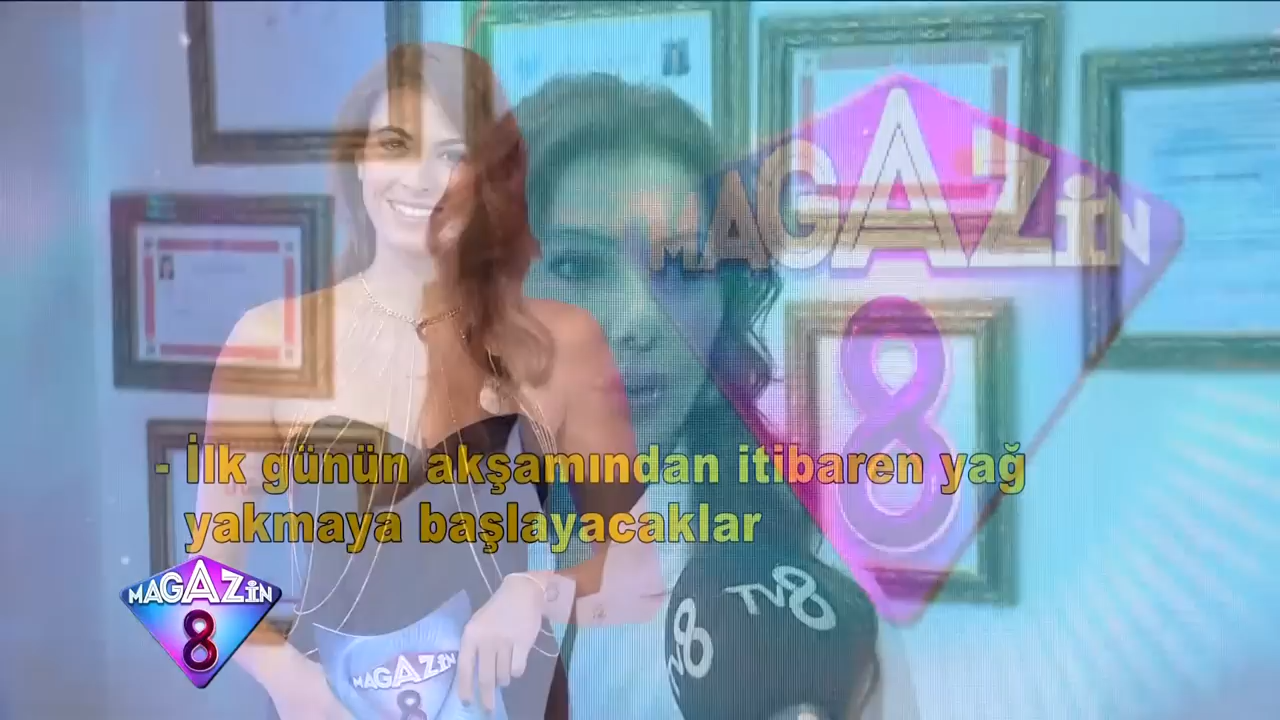 MAGAZiN
8
- İlk günün akşamından itibaren yağ
yakmaya başlayacaklar
MAGAZiN
8
TV8
TV8
MAGAZiN
8